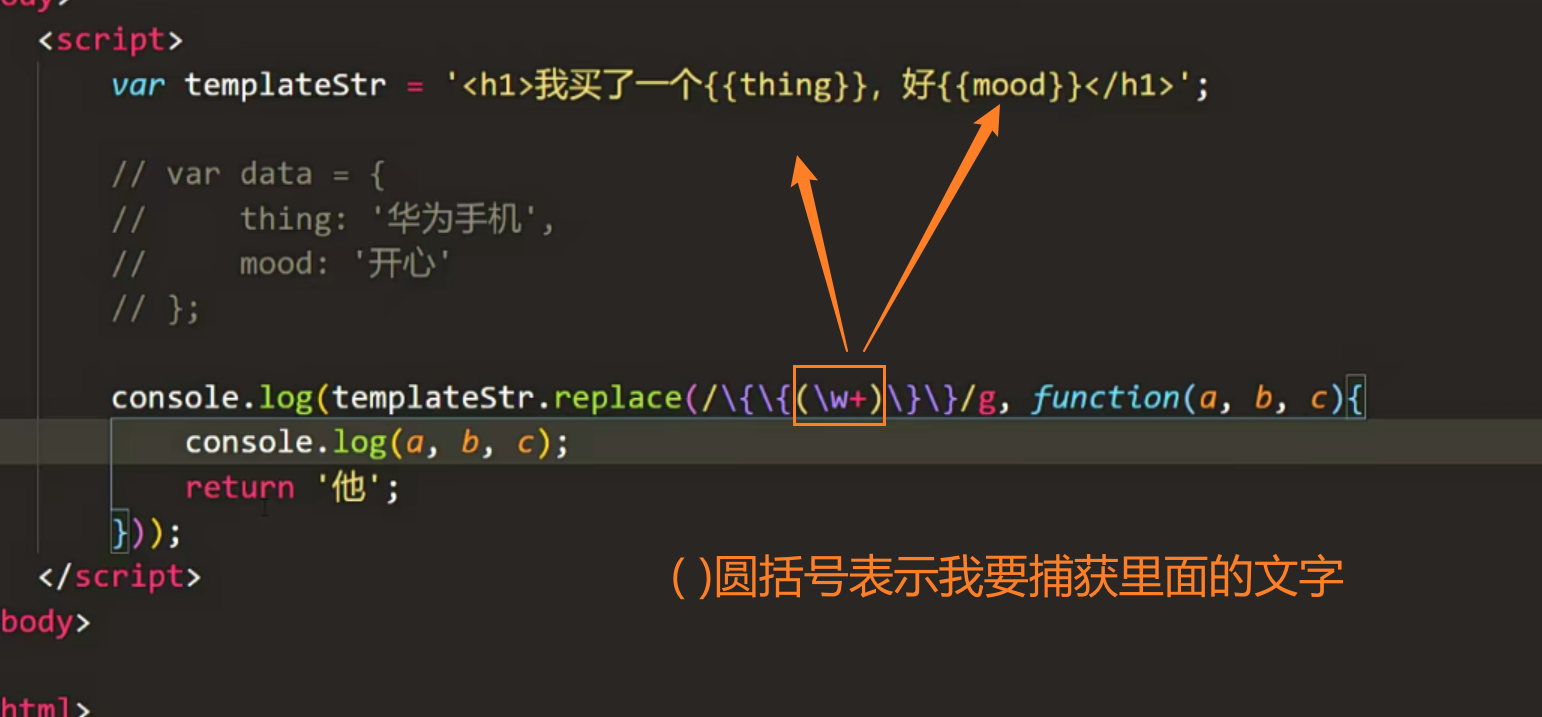 ody>
<script>
var templateStr = '<h1>我买了一个{{thing}}，好{{mood}}</h1>';
// var data = {
//     thing: '华为手机',
//     mood: '开心'
// };
console.log(templateStr.replace(/\{\{(\w+)\}\}/g, function(a, b, c){
console.log(a, b, c);
return '他';
}));
</script>
( )圆括号表示我要捕获里面的文字
body>
html>